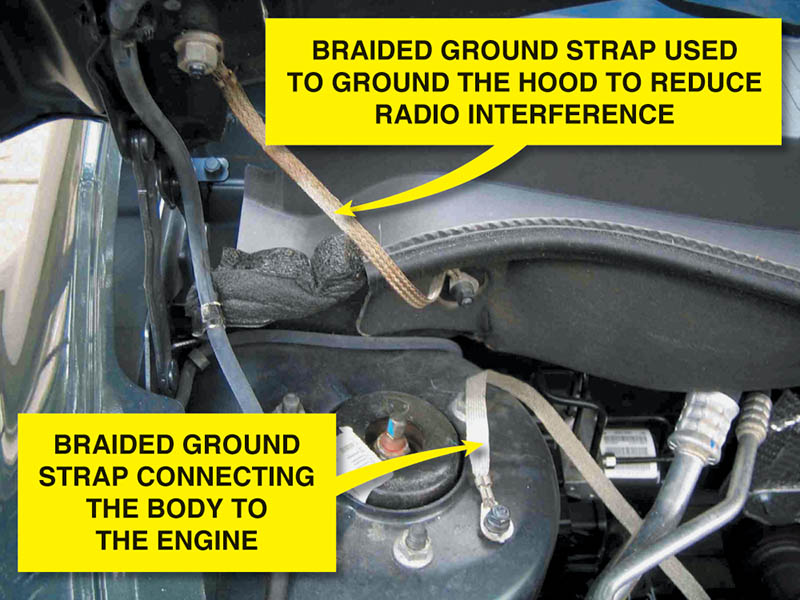 BRAIDED GROUND STRAP USED
TO GROUND THE HOOD TO REDUCE
RADIO INTERFERENCE
BRAIDED GROUND
STRAP CONNECTING
THE BODY TO
THE ENGINE